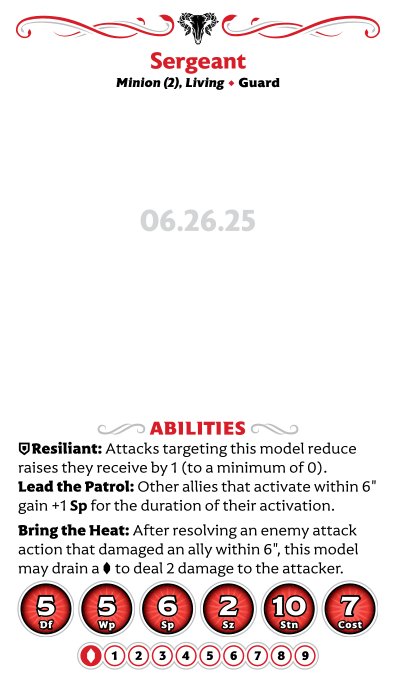 Sergeant
Minion (2), Living • Guard
06.26.25
ABILITIES
Resiliant: Attacks targeting this model reduce
raises they receive by 1 (to a minimum of 0).
Lead the Patrol: Other allies that activate within 6"
gain +1 Sp for the duration of their activation.
Bring the Heat: After resolving an enemy attack
action that damaged an ally within 6", this model
may drain a to deal 2 damage to the attacker.
5 5 6 2 10 7
Df Wp Sp Sz Stn Cost
1 2 3 4 5 6 7 8 9